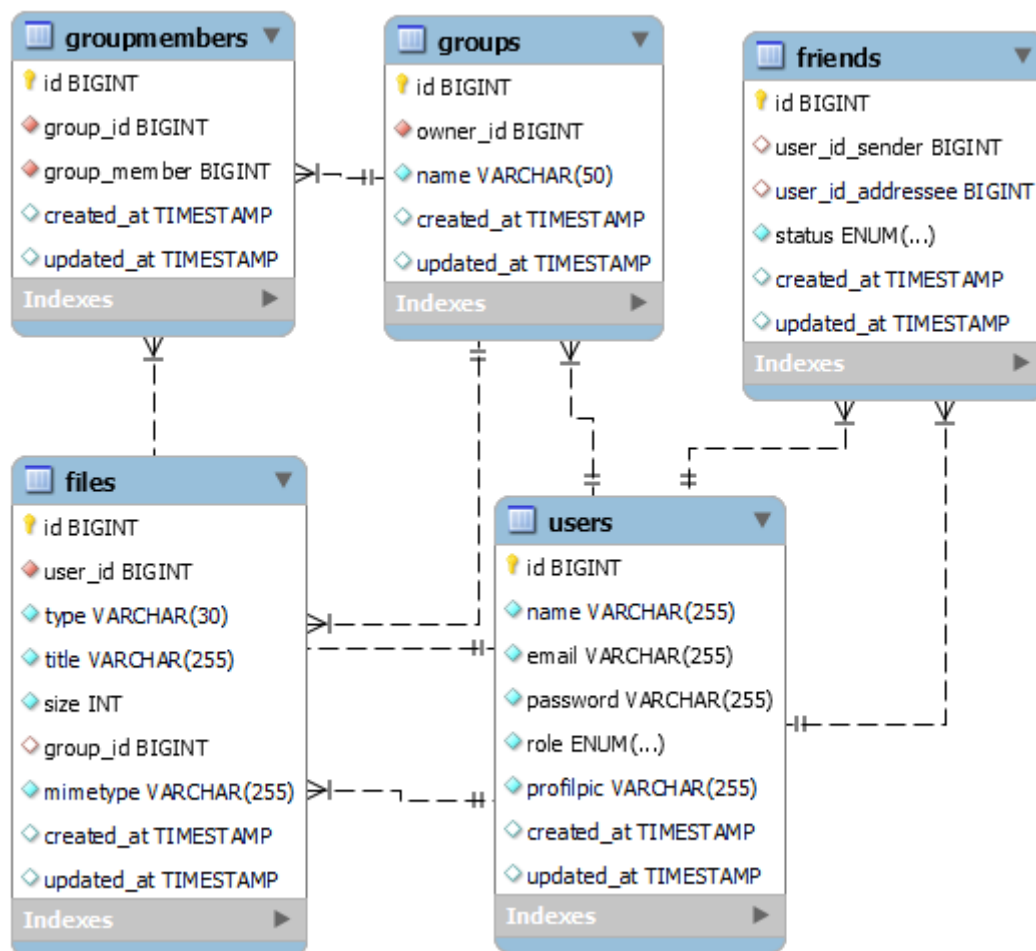 groupmembers
id BIGINT
group_id BIGINT
group_member BIGINT
created_at TIMESTAMP
updated_at TIMESTAMP
Indexes
groups
id BIGINT
owner_id BIGINT
name VARCHAR(50)
created_at TIMESTAMP
updated_at TIMESTAMP
Indexes
friends
id BIGINT
user_id_sender BIGINT
user_id_addressee BIGINT
status ENUM(...)
created_at TIMESTAMP
updated_at TIMESTAMP
Indexes
files
id BIGINT
user_id BIGINT
type VARCHAR(30)
title VARCHAR(255)
size INT
group_id BIGINT
mimetype VARCHAR(255)
created_at TIMESTAMP
updated_at TIMESTAMP
Indexes
users
id BIGINT
name VARCHAR(255)
email VARCHAR(255)
password VARCHAR(255)
role ENUM(...)
profilpic VARCHAR(255)
created_at TIMESTAMP
updated_at TIMESTAMP
Indexes